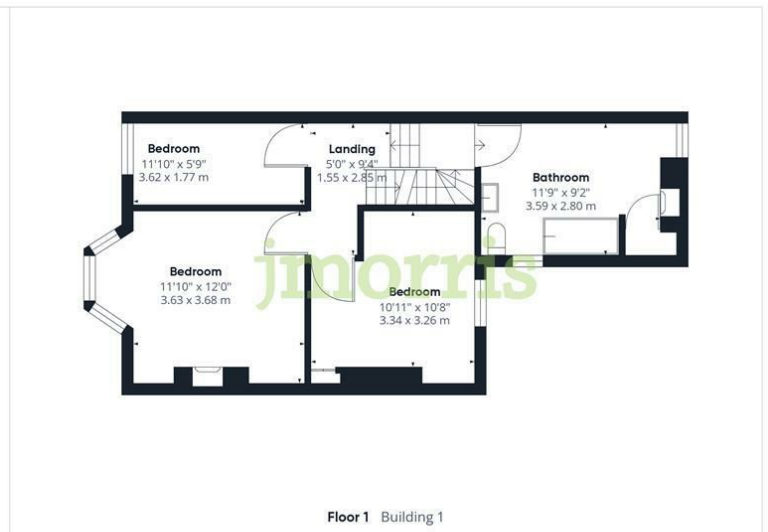 Bedroom
11'10" x 5'9"
3.62 x 1.77 m
Landing
5'0" x 9'4"
1.55 x 2.85 m
Bathroom
11'9" x 9'2"
3.59 x 2.80 m
Bedroom
11'10" x 12'0"
3.63 x 3.68 m
jmorris
Bedroom
10'11" x 10'8"
3.34 x 3.26 m
Floor 1 Building 1